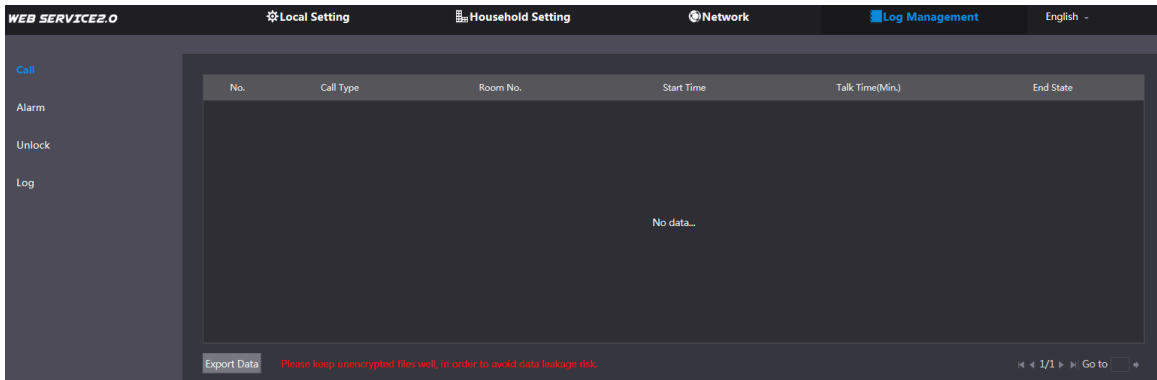 WEB SERVICE2.0 Local Setting Household Setting Network Log Management English
Call
No. Call Type Room No. Start Time Talk Time(Min.) End State
Alarm
Unlock
Log
No data...
Export Data Please keep unencrypted files well, in order to avoid data leakage risk. 1/1 Go to